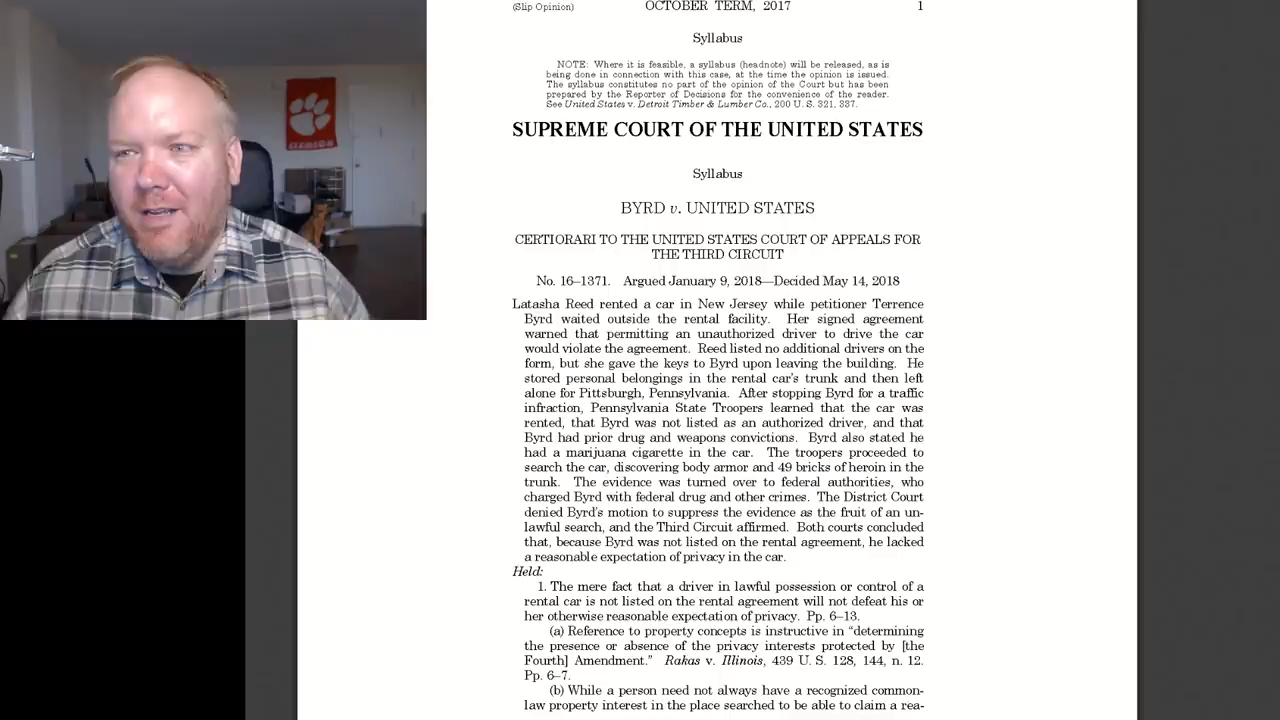 CLEMSON
(Slip Opinion) OCTOBER TERM, 2017 1
Syllabus
NOTE: Where it is feasible, a syllabus (headnote) will be released, as is
being done in connection with this case, at the time the opinion is issued.
The syllabus constitutes no part of the opinion of the Court but has been
prepared by the Reporter of Decisions for the convenience of the reader.
See United States v. Detroit Timber & Lumber Co., 200 U. S. 321, 337.
SUPREME COURT OF THE UNITED STATES
Syllabus
BYRD v. UNITED STATES
CERTIORARI TO THE UNITED STATES COURT OF APPEALS FOR
THE THIRD CIRCUIT
No. 16–1371. Argued January 9, 2018—Decided May 14, 2018
Latasha Reed rented a car in New Jersey while petitioner Terrence
Byrd waited outside the rental facility. Her signed agreement
warned that permitting an unauthorized driver to drive the car
would violate the agreement. Reed listed no additional drivers on the
form, but she gave the keys to Byrd upon leaving the building. He
stored personal belongings in the rental car's trunk and then left
alone for Pittsburgh, Pennsylvania. After stopping Byrd for a traffic
infraction, Pennsylvania State Troopers learned that the car was
rented, that Byrd was not listed as an authorized driver, and that
Byrd had prior drug and weapons convictions. Byrd also stated he
had a marijuana cigarette in the car. The troopers proceeded to
search the car, discovering body armor and 49 bricks of heroin in the
trunk. The evidence was turned over to federal authorities, who
charged Byrd with federal drug and other crimes. The District Court
denied Byrd's motion to suppress the evidence as the fruit of an un-
lawful search, and the Third Circuit affirmed. Both courts concluded
that, because Byrd was not listed on the rental agreement, he lacked
a reasonable expectation of privacy in the car.
Held:
1. The mere fact that a driver in lawful possession or control of a
rental car is not listed on the rental agreement will not defeat his or
her otherwise reasonable expectation of privacy. Pp. 6–13.
(a) Reference to property concepts is instructive in “determining
the presence or absence of the privacy interests protected by [the
Fourth] Amendment.” Rakas v. Illinois, 439 U. S. 128, 144, n. 12.
Pp. 6–7.
(b) While a person need not always have a recognized common-
law property interest in the place searched to be able to claim a rea-